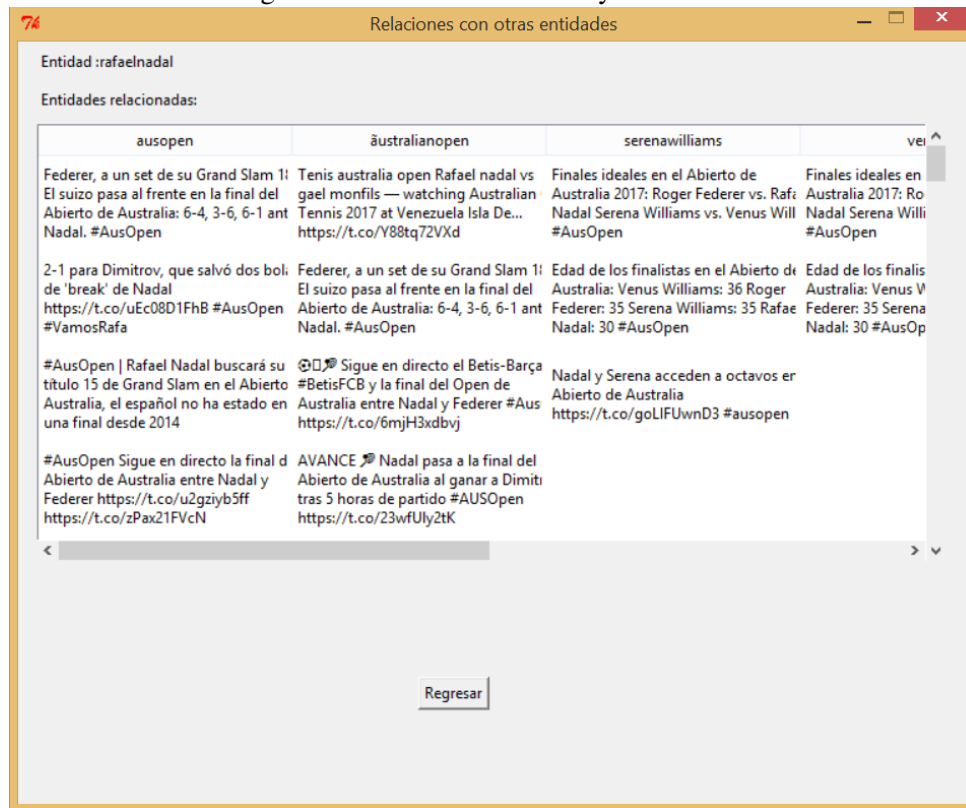 Relaciones con otras entidades
Entidad :rafaelnadal
Entidades relacionadas:
ausopen
ãustralianopen
serenawilliams
Federer, a un set de su Grand Slam
El suizo pasa al frente en la final del
Abierto de Australia: 6-4, 3-6, 6-1 ant
Nadal. #AusOpen
Tenis australia open Rafael nadal vs
gael monfils — watching Australian
Tennis 2017 at Venezuela Isla De...
https://t.co/Y88tq72VXd
Finales ideales en el Abierto de
Australia 2017: Roger Federer vs. Rafa
Nadal Serena Williams vs. Venus Will
#AusOpen
Finales ideales en
Australia 2017: Ro
Nadal Serena Willi
#AusOpen
2-1 para Dimitrov, que salvó dos bol
de 'break' de Nadal
https://t.co/uEc08D1FhB #AusOpen
#VamosRafa
Federer, a un set de su Grand Slam
El suizo pasa al frente en la final del
Abierto de Australia: 6-4, 3-6, 6-1 ant
Nadal. #AusOpen
Edad de los finalistas en el Abierto de
Australia: Venus Williams: 36 Roger
Federer: 35 Serena Williams: 35 Rafae
Nadal: 30 #AusOpen
Edad de los finalis
Australia: Venus W
Federer: 35 Serena
Nadal: 30 #AusOp
#AusOpen | Rafael Nadal buscará su
título 15 de Grand Slam en el Abierto
Australia, el español no ha estado en
una final desde 2014
Sigue en directo el Betis-Barça
#BetisFCB y la final del Open de
Australia entre Nadal y Federer #Aus
https://t.co/6mjH3xdbvj
Nadal y Serena acceden a octavos en
Abierto de Australia
https://t.co/goLIFUwnD3 #ausopen
#AusOpen Sigue en directo la final d
Abierto de Australia entre Nadal y
Federer https://t.co/u2gziyb5ff
https://t.co/zPax21FVcN
AVANCE Nadal pasa a la final del
Abierto de Australia al ganar a Dimit
tras 5 horas de partido #AUSOpen
https://t.co/23wfUly2tK
Regresar